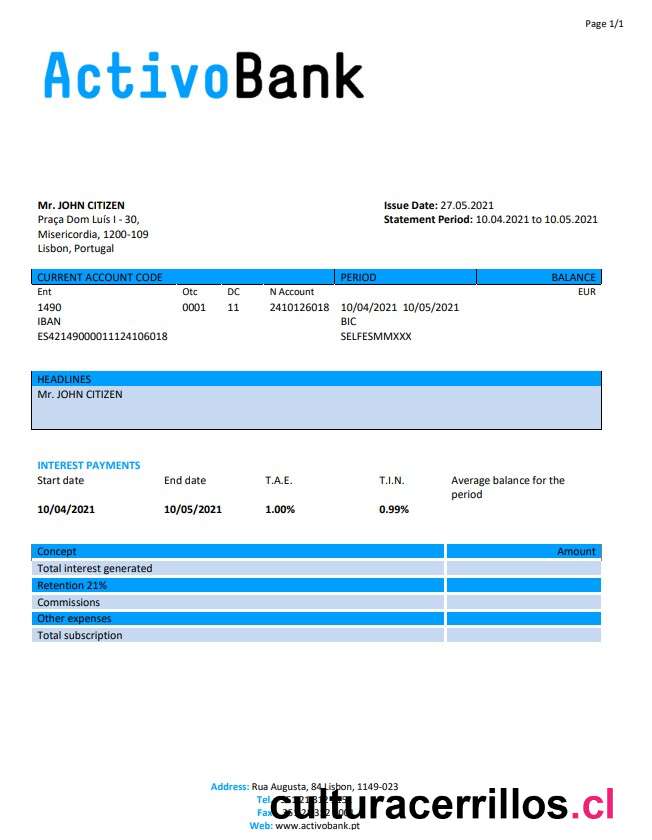 Page 1/1
ActivoBank
Mr. JOHN CITIZEN
Praça Dom Luís I - 30,
Misericordia, 1200-109
Lisbon, Portugal
Issue Date: 27.05.2021
Statement Period: 10.04.2021 to 10.05.2021
CURRENT ACCOUNT CODE PERIOD BALANCE
Ent Otc DC N Account EUR
1490 0001 11 2410126018 10/04/2021 10/05/2021
IBAN BIC
ES42149000011124106018 SELFESMMXXX
HEADLINES
Mr. JOHN CITIZEN
INTEREST PAYMENTS
Start date End date T.A.E. T.I.N. Average balance for the
period
10/04/2021 10/05/2021 1.00% 0.99%
Concept Amount
Total interest generated
Retention 21%
Commissions
Other expenses
Total subscription
Address: Rua Augusta, 84 Lisbon, 1149-023
Tel.
Fax
culturacerrillos.cl
Web: www.activobank.pt